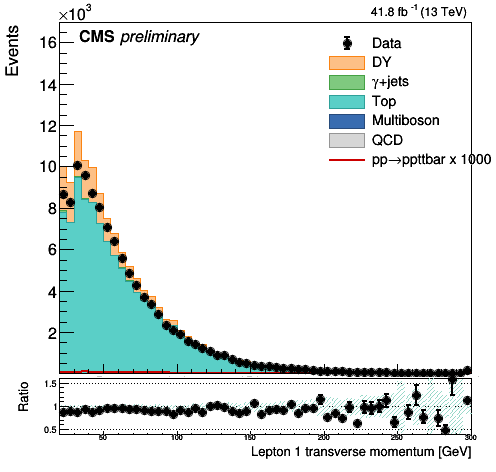 ×10³
41.8 fb⁻¹ (13 TeV)
CMS preliminary
Events
16
14
12
10
8
6
4
2
Data
DY
γ+jets
Top
Multiboson
QCD
pp→ppttbar x 1000
Ratio
1.5
1
0.5
50
100
150
200
250
300
Lepton 1 transverse momentum [GeV]